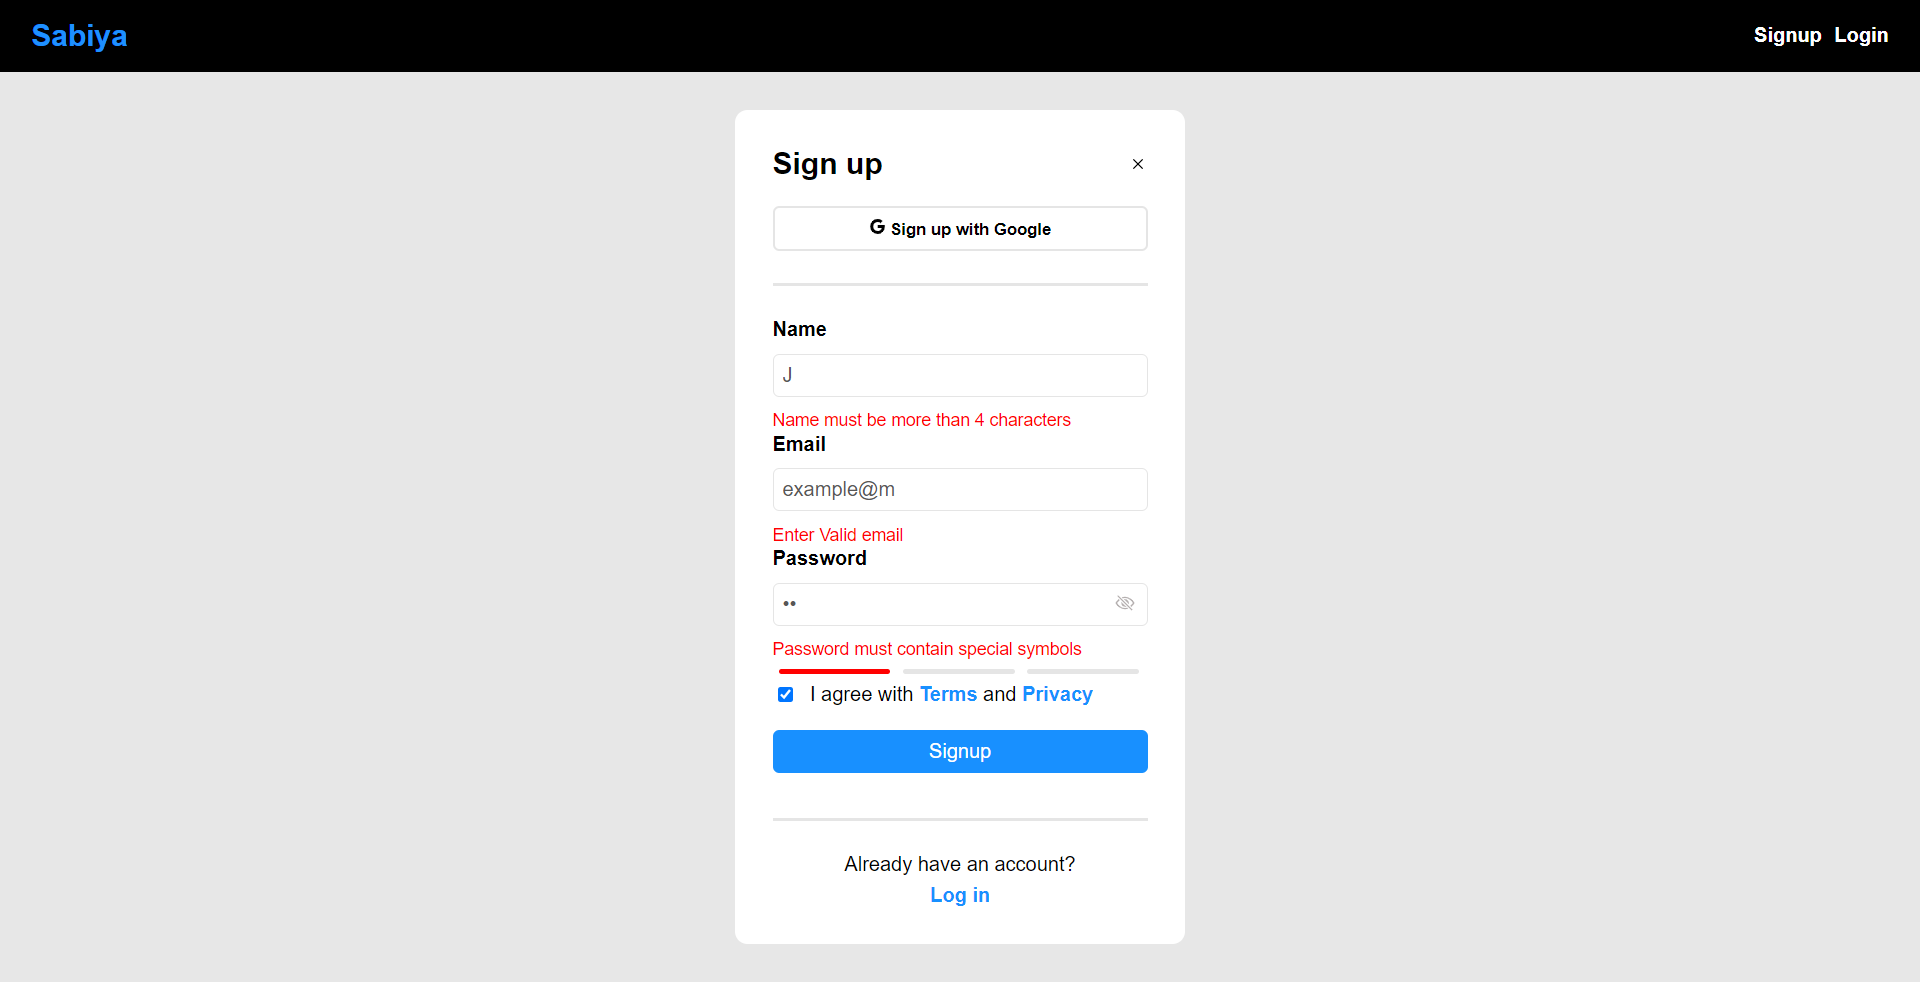 Sabiya
Signup Login
Sign up
Sign up with Google
Name
J
Name must be more than 4 characters
Email
example@m
Enter Valid email
Password
••
Password must contain special symbols
I agree with Terms and Privacy
Signup
Already have an account?
Log in